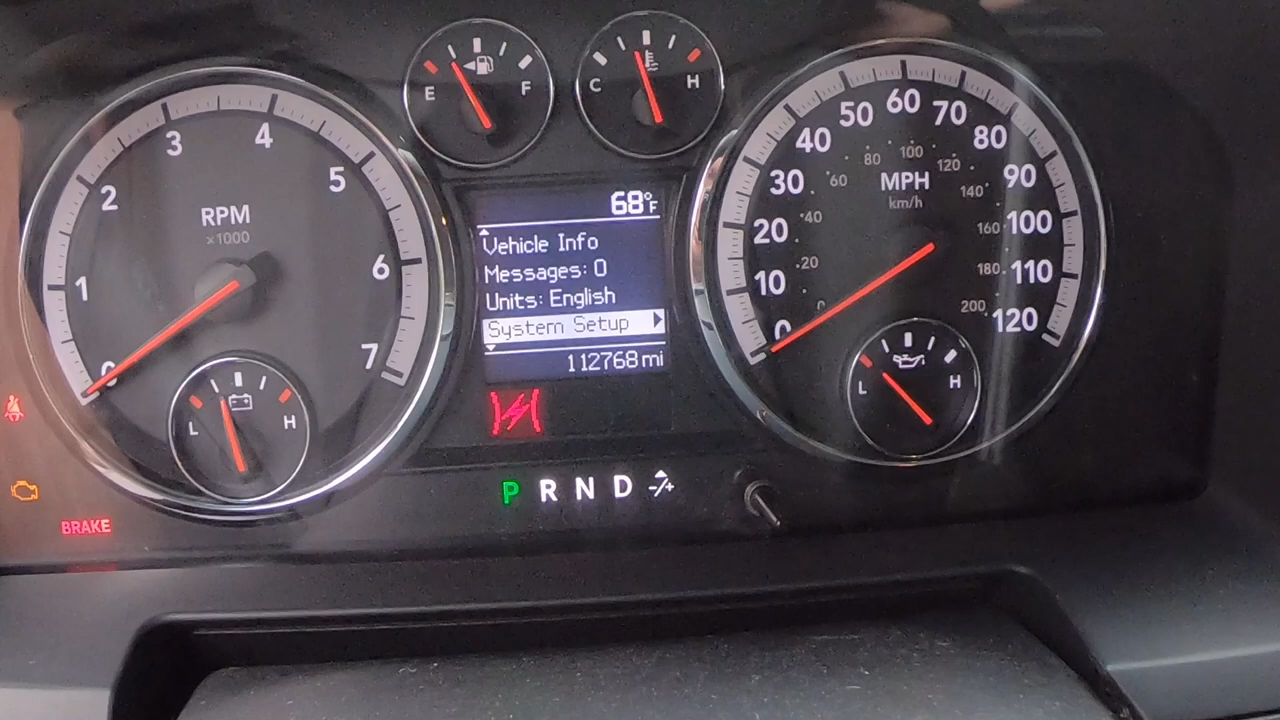 E F
C H
1 2 3 4 5 6 7
RPM
x1000
0
L H
68°F
Vehicle Info
Messages: 0
Units: English
System Setup
112768 mi
0 10 20 30 40 50 60 70 80 90 100 110 120
MPH
km/h
0 20 40 60 80 100 120 140 160 180 200
L H
P R N D -/+
BRAKE